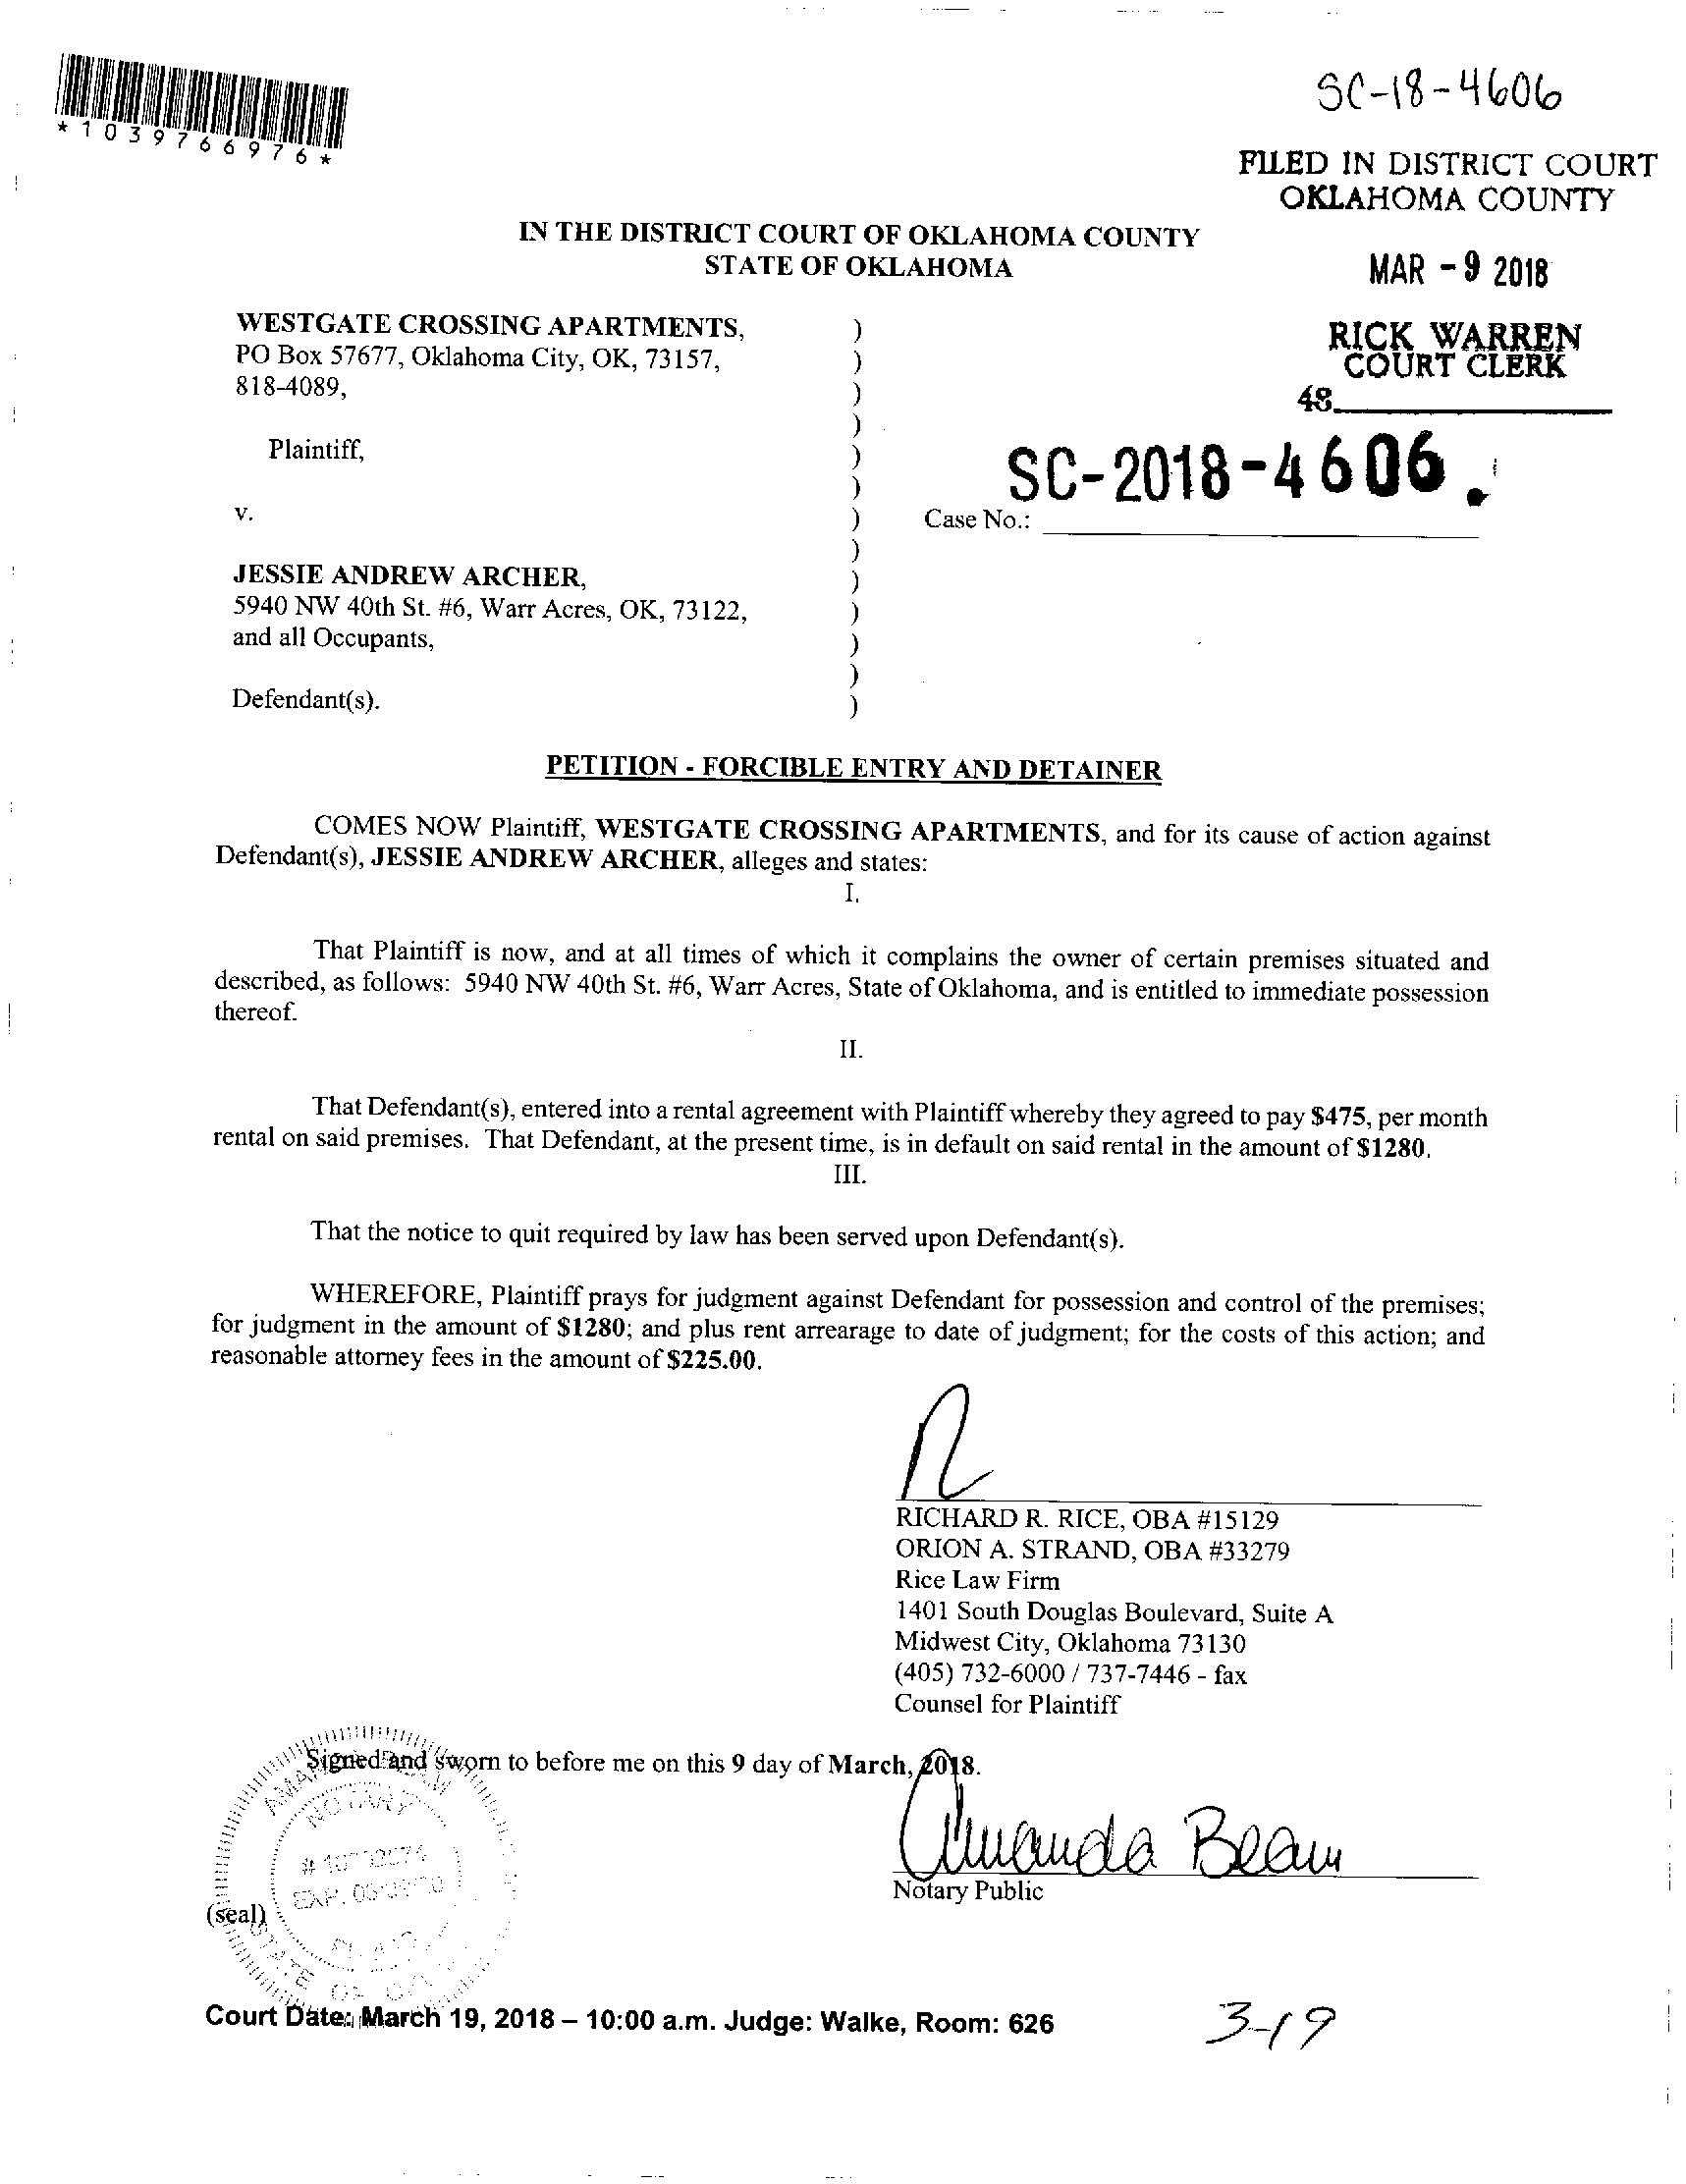 *1039766976*
SC-18-4606
FILED IN DISTRICT COURT
OKLAHOMA COUNTY
MAR - 9 2018
RICK WARREN
COURT CLERK
48
IN THE DISTRICT COURT OF OKLAHOMA COUNTY
STATE OF OKLAHOMA
WESTGATE CROSSING APARTMENTS, )
PO Box 57677, Oklahoma City, OK, 73157, )
818-4089, )
)
Plaintiff, )
)
v. )
)
SC-2018-4606.
Case No.:
JESSIE ANDREW ARCHER, )
5940 NW 40th St. #6, Warr Acres, OK, 73122, )
and all Occupants, )
)
Defendant(s). )
PETITION - FORCIBLE ENTRY AND DETAINER
COMES NOW Plaintiff, WESTGATE CROSSING APARTMENTS, and for its cause of action against
Defendant(s), JESSIE ANDREW ARCHER, alleges and states:
I.
That Plaintiff is now, and at all times of which it complains the owner of certain premises situated and
described, as follows: 5940 NW 40th St. #6, Warr Acres, State of Oklahoma, and is entitled to immediate possession
thereof.
II.
That Defendant(s), entered into a rental agreement with Plaintiff whereby they agreed to pay $475, per month
rental on said premises. That Defendant, at the present time, is in default on said rental in the amount of $1280.
III.
That the notice to quit required by law has been served upon Defendant(s).
WHEREFORE, Plaintiff prays for judgment against Defendant for possession and control of the premises;
for judgment in the amount of $1280; and plus rent arrearage to date of judgment; for the costs of this action; and
reasonable attorney fees in the amount of $225.00.
RICHARD R. RICE, OBA #15129
ORION A. STRAND, OBA #33279
Rice Law Firm
1401 South Douglas Boulevard, Suite A
Midwest City, Oklahoma 73130
(405) 732-6000 / 737-7446 - fax
Counsel for Plaintiff
Signed and sworn to before me on this 9 day of March, 2018.
NOTARY
EXP.
STATE OF
Amanda Beam
Notary Public
(seal)
Court Date: March 19, 2018 – 10:00 a.m. Judge: Walke, Room: 626
3-19